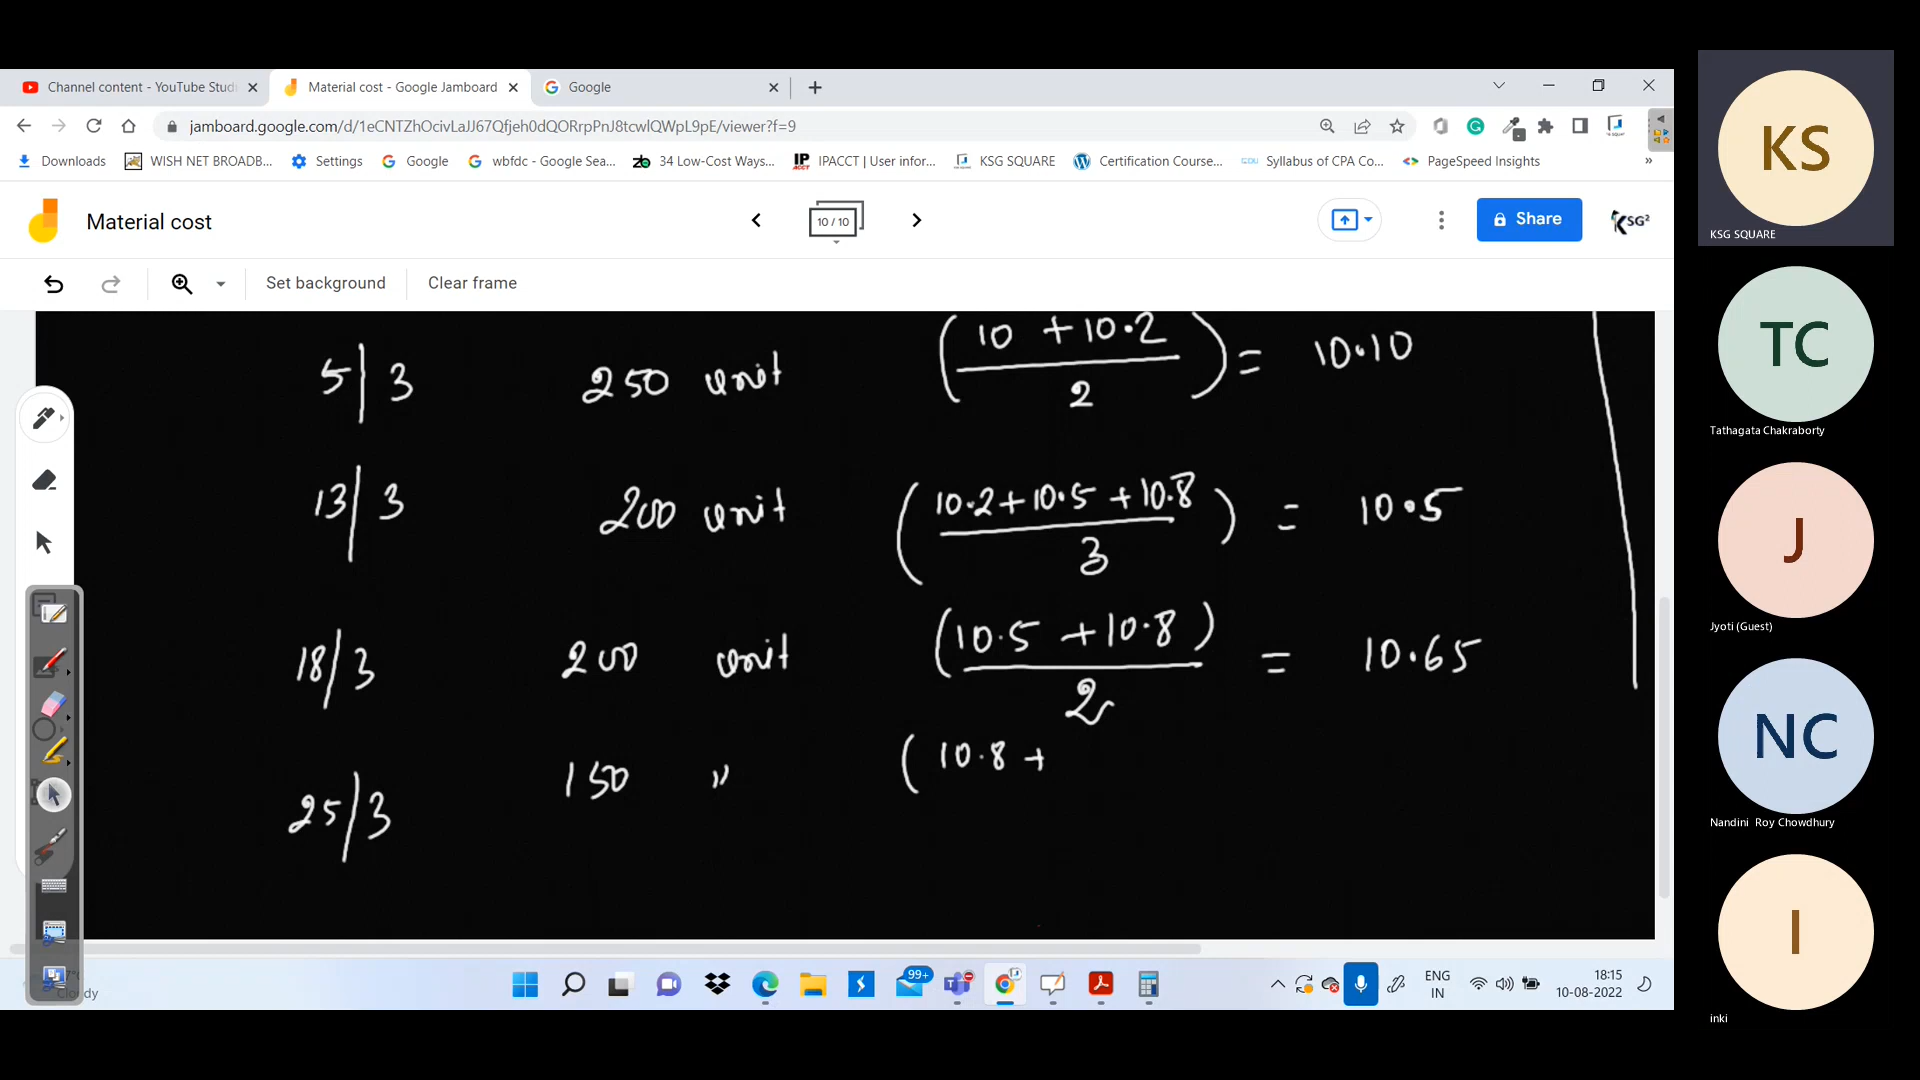 Channel content - YouTube Studi
Material cost - Google Jamboard
Google
jamboard.google.com/d/1eCNTZhOcivLaJJ67Qfjeh0dQORrpPnJ8tcwlQWpL9pE/viewer?f=9
Downloads
WISH NET BROADB...
Settings
Google
wbfdc - Google Sea...
34 Low-Cost Ways...
IPACCT | User infor...
KSG SQUARE
Certification Course...
Syllabus of CPA Co...
PageSpeed Insights
»
Material cost
10 / 10
Share
KSG²
Set background
Clear frame
5/3 250 unit (10 + 10.2 / 2) = 10.10
13/3 200 unit (10.2+10.5+10.8 / 3) = 10.5
18/3 200 unit (10.5 + 10.8) / 2 = 10.65
25/3 150 " (10.8 +
Cloudy
99+
ENG
IN
18:15
10-08-2022
KS
KSG SQUARE
TC
Tathagata Chakraborty
J
Jyoti (Guest)
NC
Nandini Roy Chowdhury
I
inki